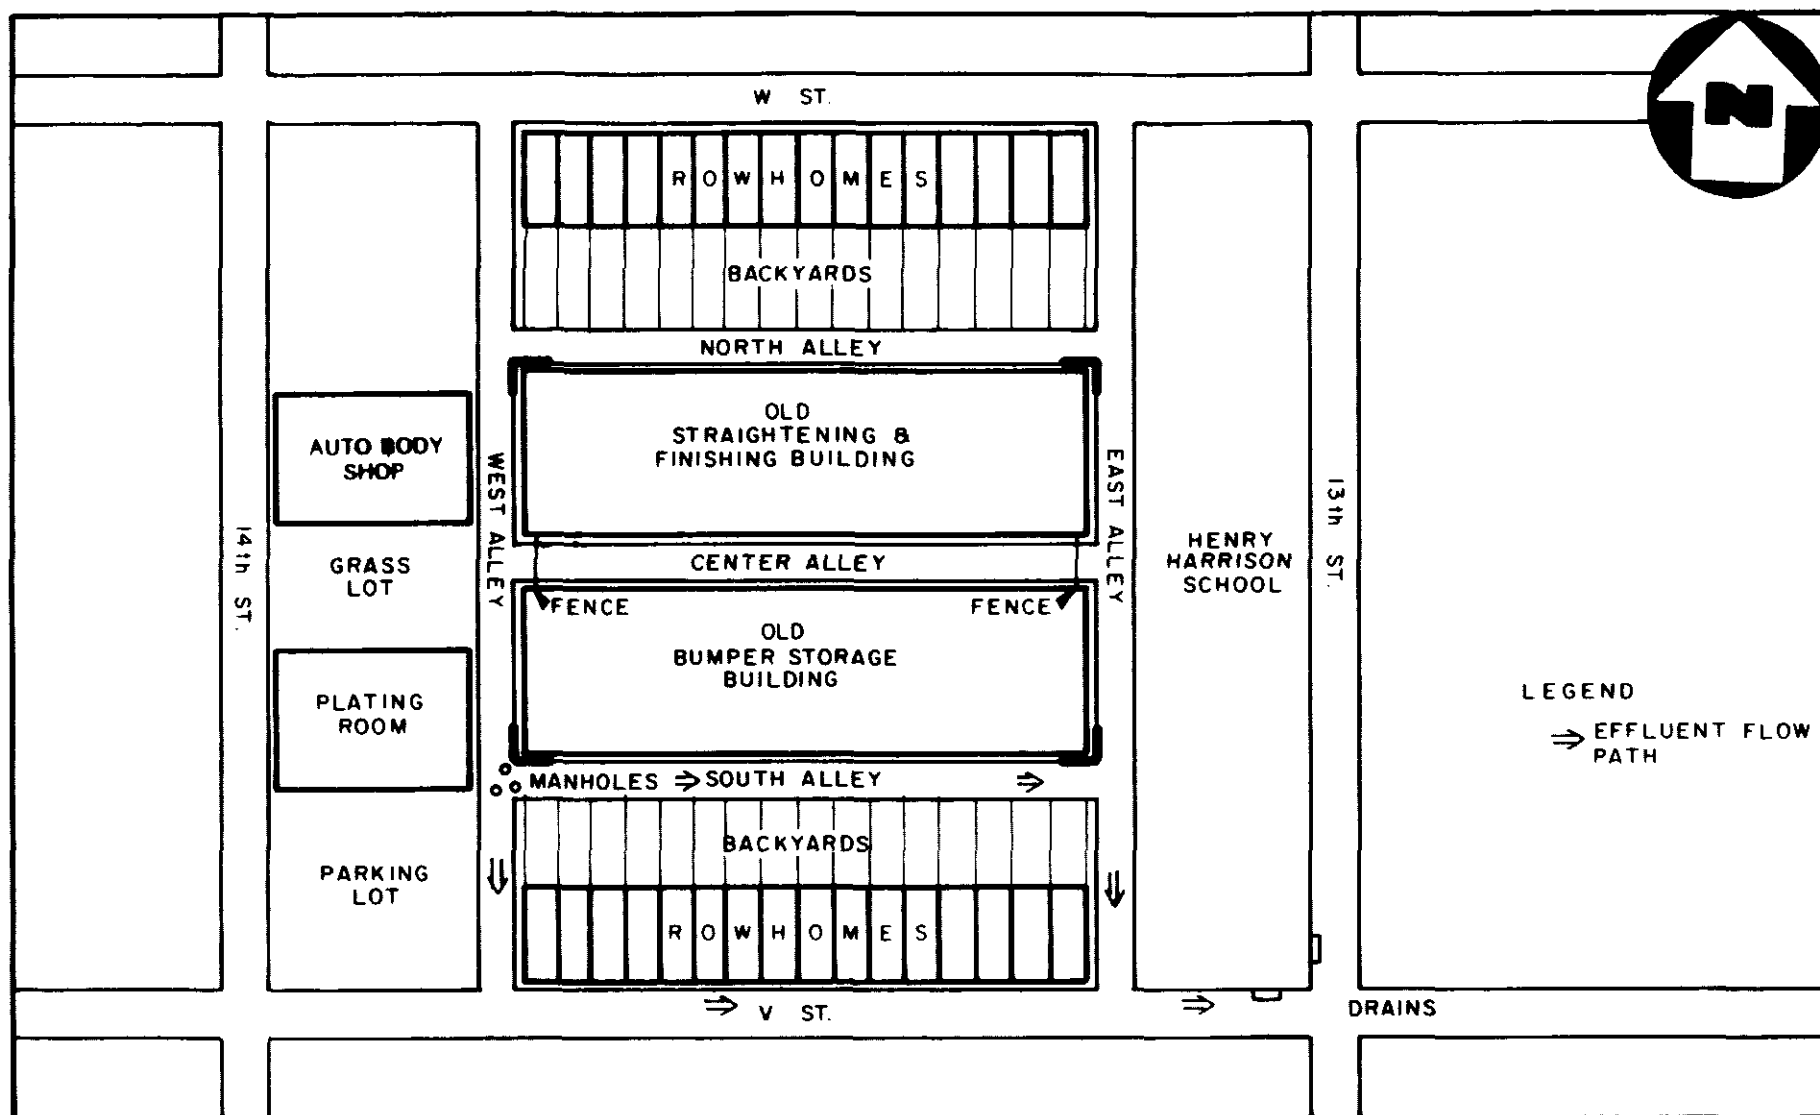 N
W ST.
ROWHOMES
BACKYARDS
NORTH ALLEY
OLD
STRAIGHTENING &
FINISHING BUILDING
AUTO BODY
SHOP
WEST ALLEY
EAST ALLEY
13th ST.
14th ST.
GRASS
LOT
CENTER ALLEY
HENRY
HARRISON
SCHOOL
FENCE
FENCE
OLD
BUMPER STORAGE
BUILDING
PLATING
ROOM
LEGEND
EFFLUENT FLOW
PATH
MANHOLES
SOUTH ALLEY
BACKYARDS
PARKING
LOT
ROWHOMES
V ST.
DRAINS